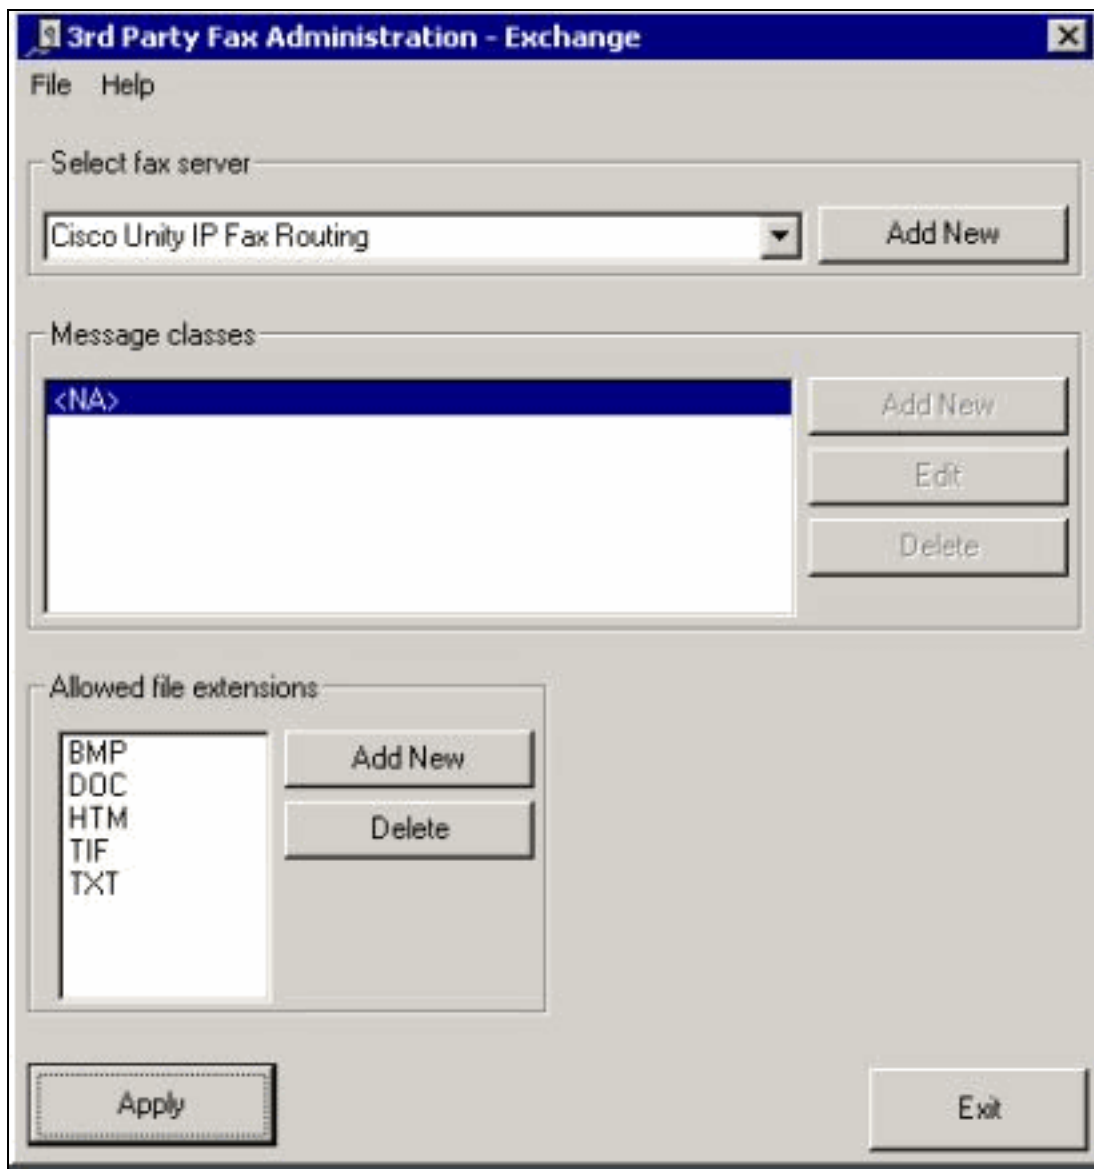 3rd Party Fax Administration - Exchange
File Help
Select fax server
Cisco Unity IP Fax Routing
Add New
Message classes
<NA>
Add New
Edit
Delete
Allowed file extensions
BMP
DOC
HTM
TIF
TXT
Add New
Delete
Apply
Exit